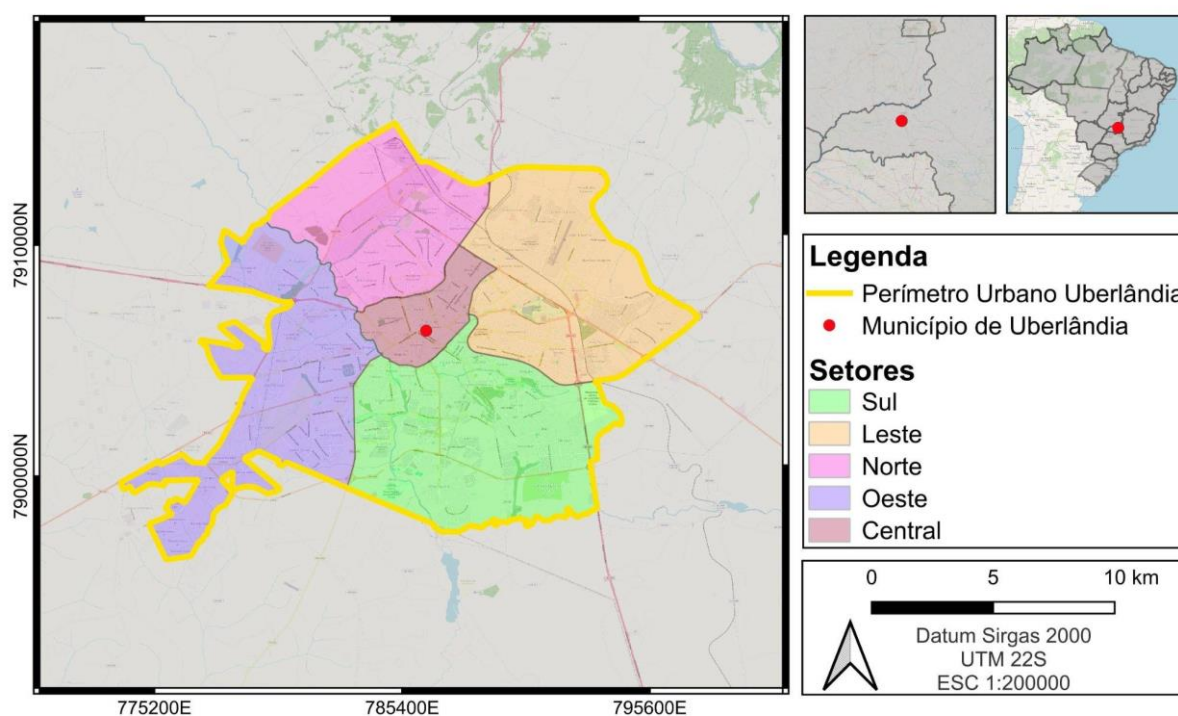 7910000N
7900000N
775200E
785400E
795600E
Legenda
Perímetro Urbano Uberlândia
Município de Uberlândia
Setores
Sul
Leste
Norte
Oeste
Central
0 5 10 km
Datum Sirgas 2000
UTM 22S
ESC 1:200000